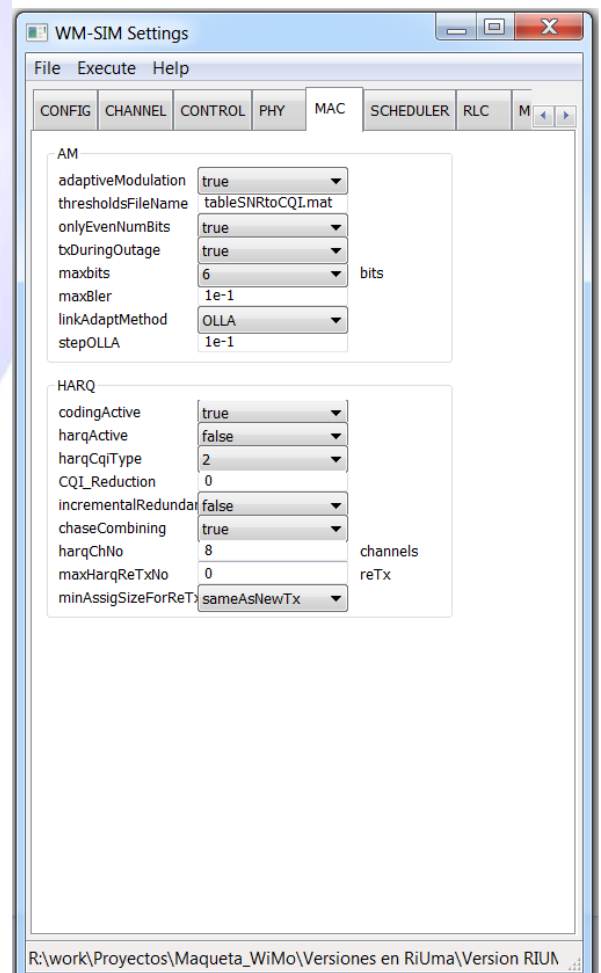 WM-SIM Settings
File Execute Help
CONFIG CHANNEL CONTROL PHY MAC SCHEDULER RLC M
AM
adaptiveModulation true
thresholdsFileName tableSNRtoCQI.mat
onlyEvenNumBits true
txDuringOutage true
maxbits 6 bits
maxBler 1e-1
linkAdaptMethod OLLA
stepOLLA 1e-1
HARQ
codingActive true
harqActive false
harqCqiType 2
CQI_Reduction 0
incrementalRedundar false
chaseCombining true
harqChNo 8 channels
maxHarqReTxNo 0 reTx
minAssigSizeForReTx sameAsNewTx
R:\work\Proyectos\Maqueta_WiMo\Versiones en RiUma\Version RIUM